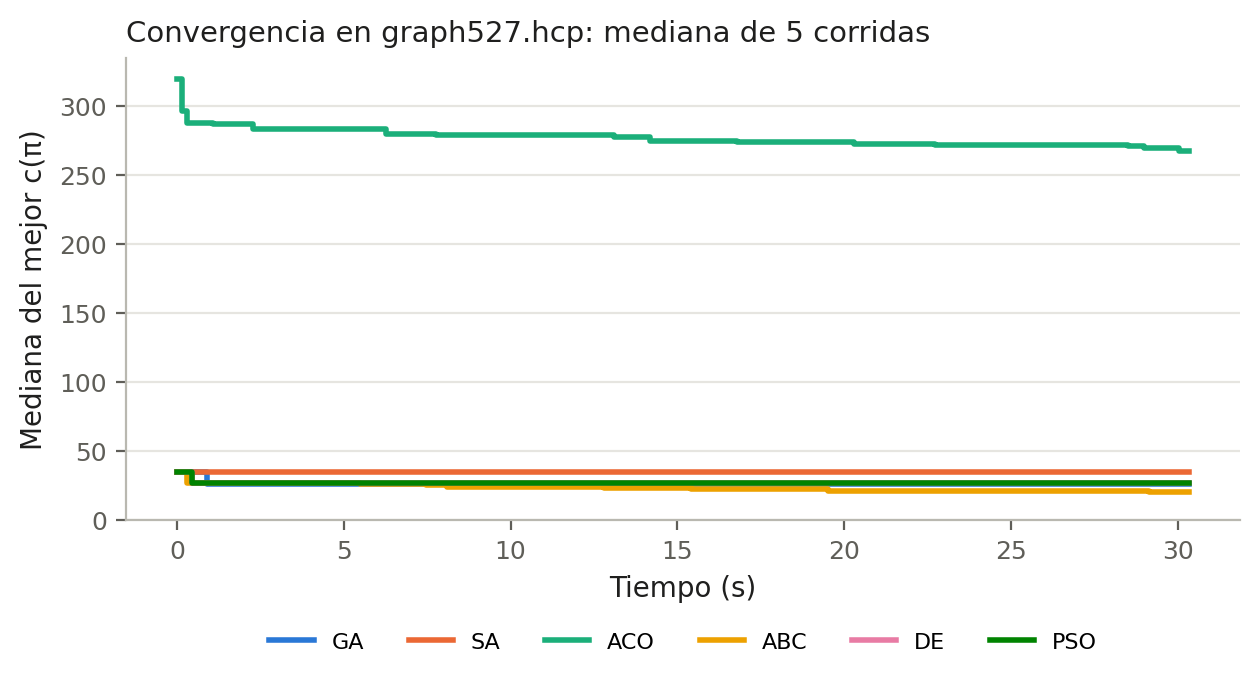 Convergencia en graph527.hcp: mediana de 5 corridas
Mediana del mejor c(π)
300
250
200
150
100
50
0
0 5 10 15 20 25 30
Tiempo (s)
GA SA ACO ABC DE PSO